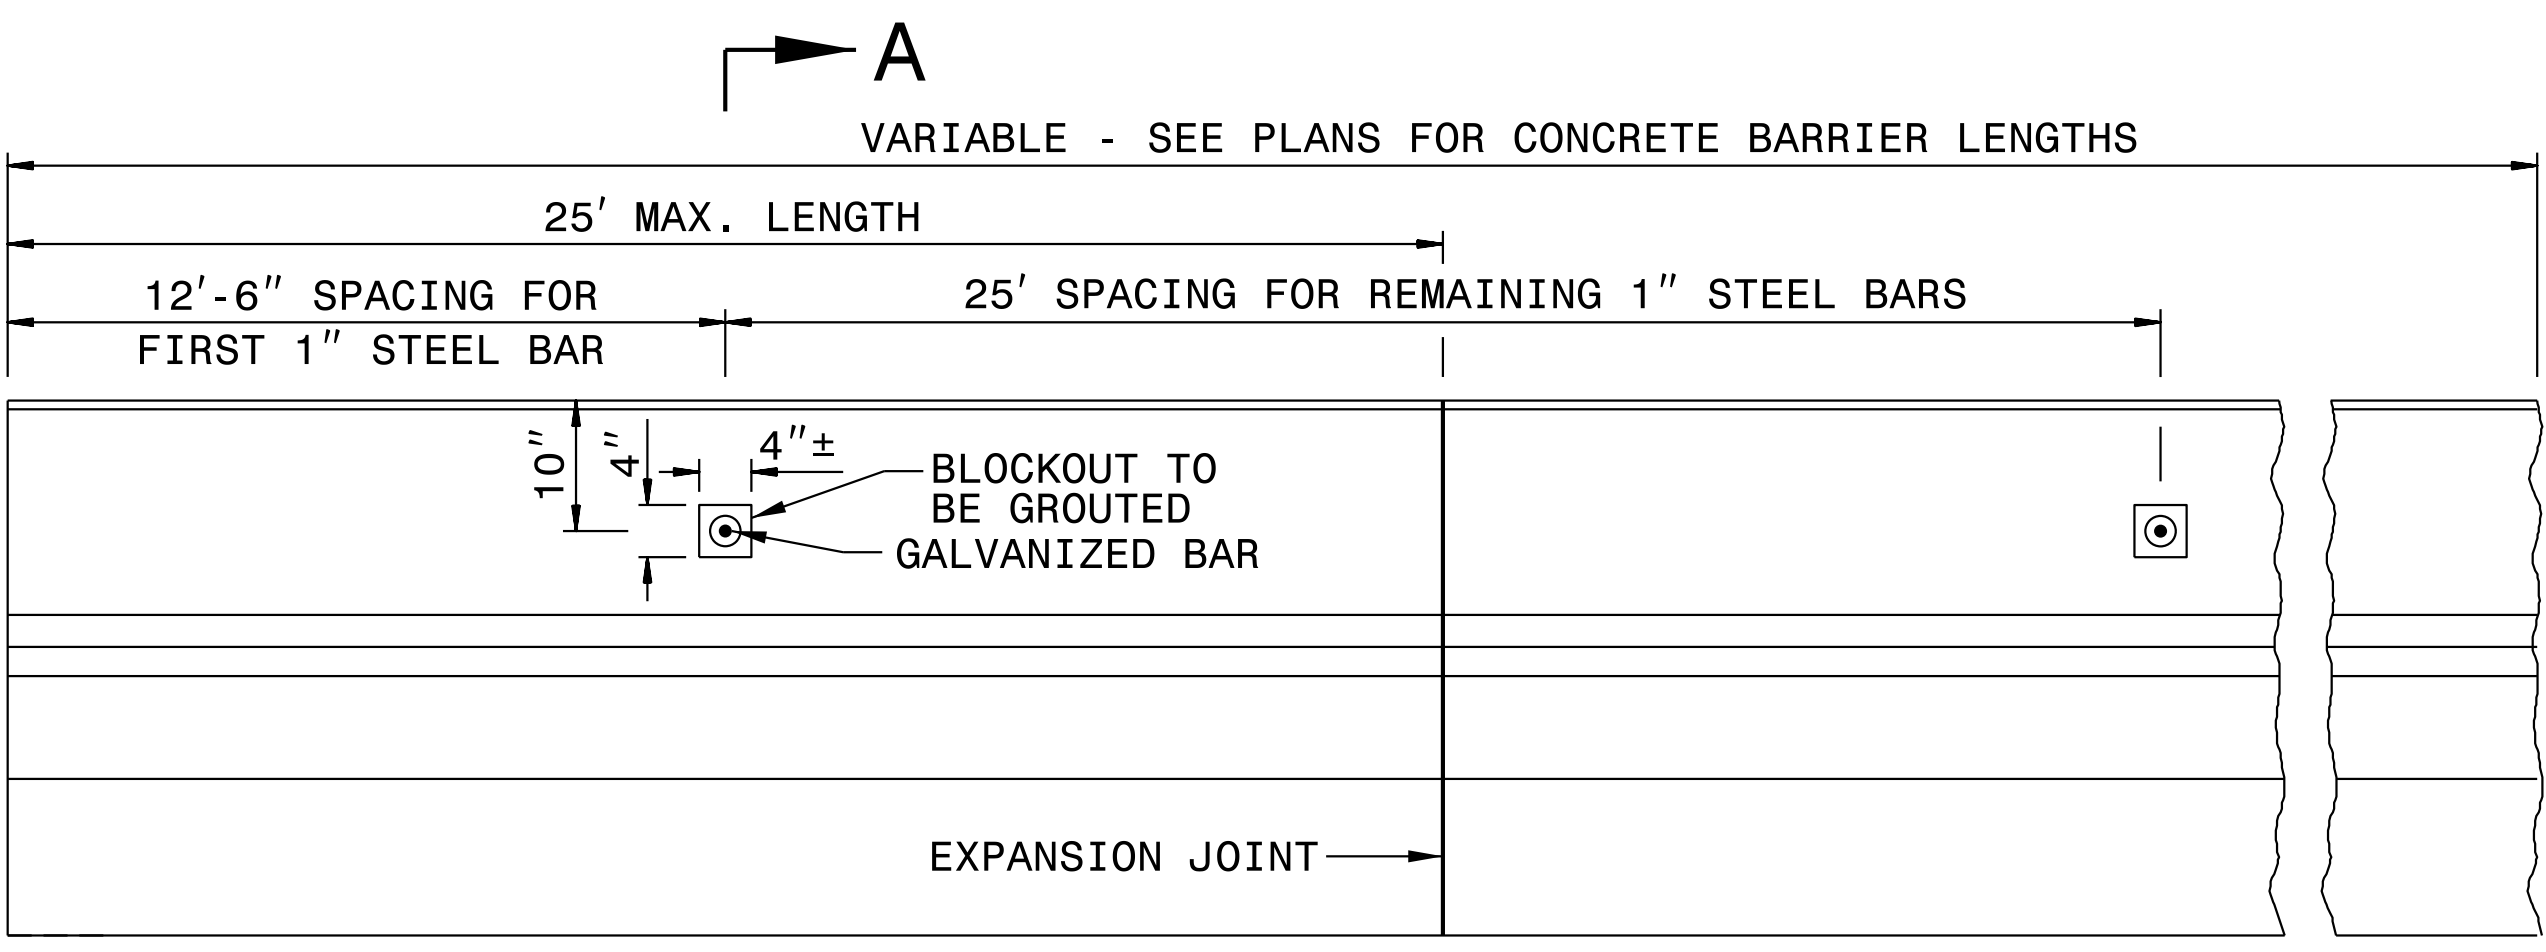 A
VARIABLE - SEE PLANS FOR CONCRETE BARRIER LENGTHS
25' MAX. LENGTH
12'-6" SPACING FOR
FIRST 1" STEEL BAR
25' SPACING FOR REMAINING 1" STEEL BARS
10"
4"
4"±
BLOCKOUT TO
BE GROUTED
GALVANIZED BAR
EXPANSION JOINT